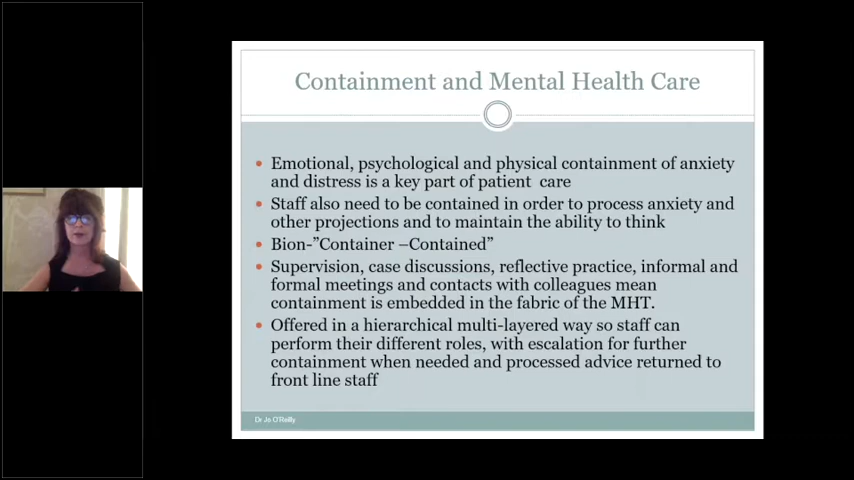 Containment and Mental Health Care
• Emotional, psychological and physical containment of anxiety
and distress is a key part of patient care
• Staff also need to be contained in order to process anxiety and
other projections and to maintain the ability to think
• Bion-”Container –Contained”
• Supervision, case discussions, reflective practice, informal and
formal meetings and contacts with colleagues mean
containment is embedded in the fabric of the MHT.
• Offered in a hierarchical multi-layered way so staff can
perform their different roles, with escalation for further
containment when needed and processed advice returned to
front line staff
Dr Jo O'Reilly